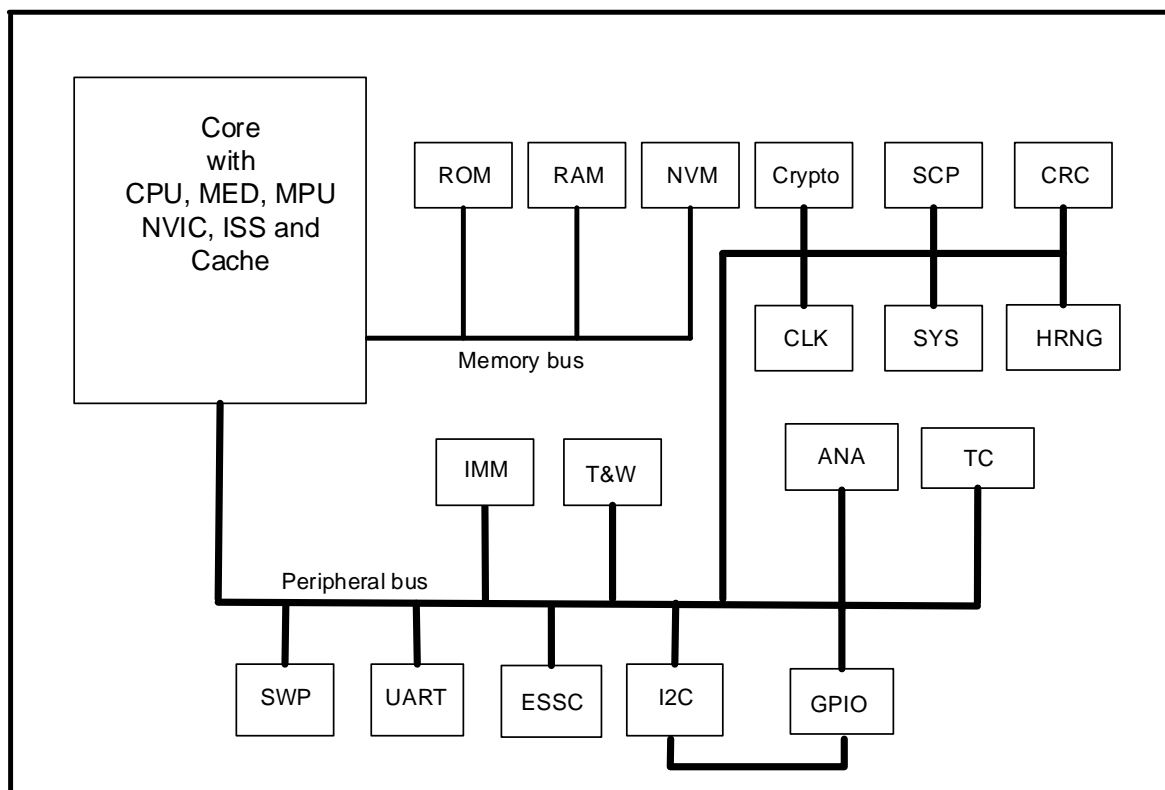 Core
with
CPU, MED, MPU
NVIC, ISS and
Cache
ROM
RAM
NVM
Crypto
SCP
CRC
CLK
SYS
HRNG
Memory bus
IMM
T&W
ANA
TC
Peripheral bus
SWP
UART
ESSC
I2C
GPIO